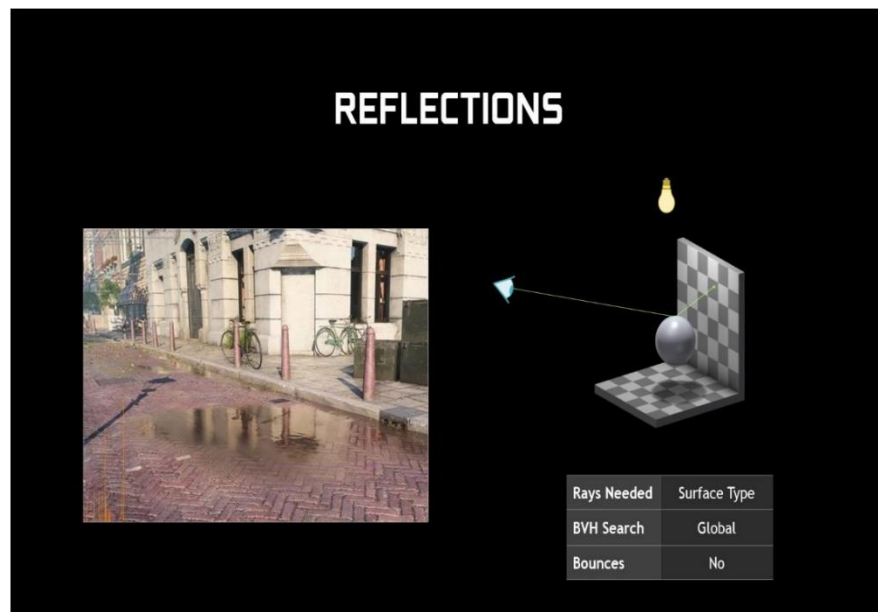 REFLECTIONS
Rays Needed Surface Type
BVH Search Global
Bounces No